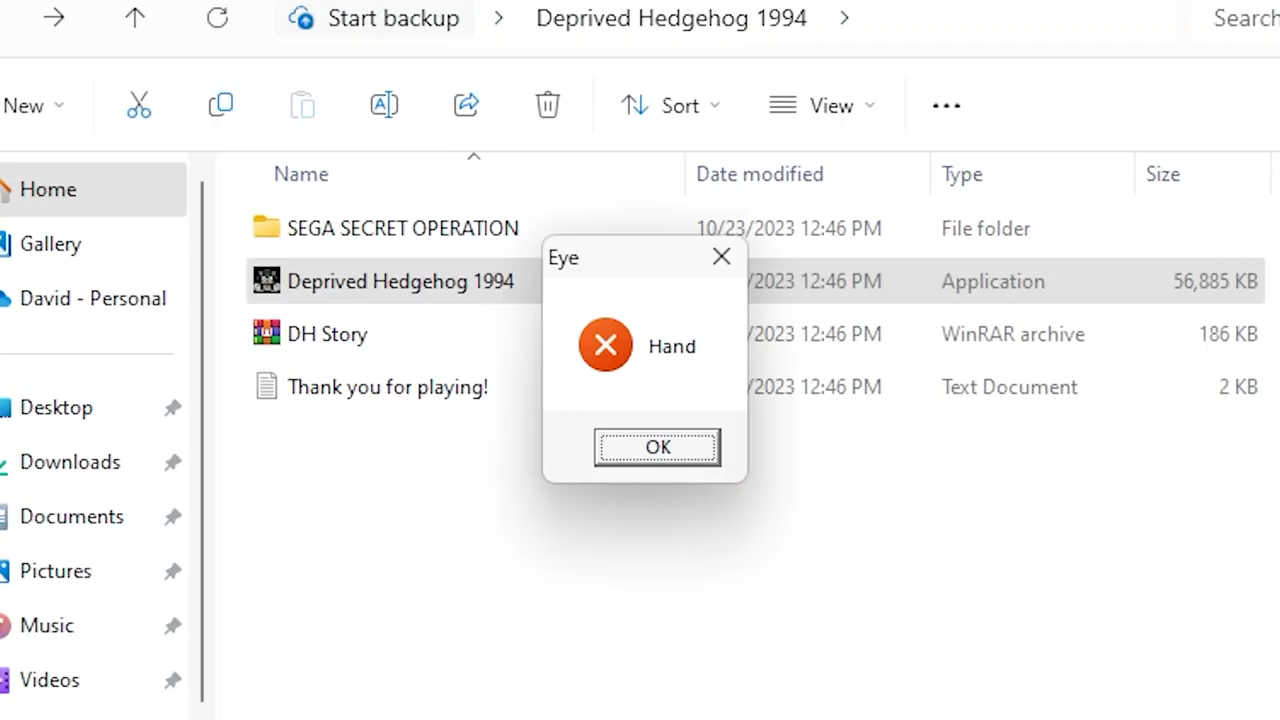 Start backup > Deprived Hedgehog 1994 > Search
New Sort View
Name Date modified Type Size
Home
Gallery
David - Personal
Desktop
Downloads
Documents
Pictures
Music
Videos
SEGA SECRET OPERATION 10/23/2023 12:46 PM File folder
Deprived Hedgehog 1994 /2023 12:46 PM Application 56,885 KB
DH Story /2023 12:46 PM WinRAR archive 186 KB
Thank you for playing! /2023 12:46 PM Text Document 2 KB
Eye
Hand
OK